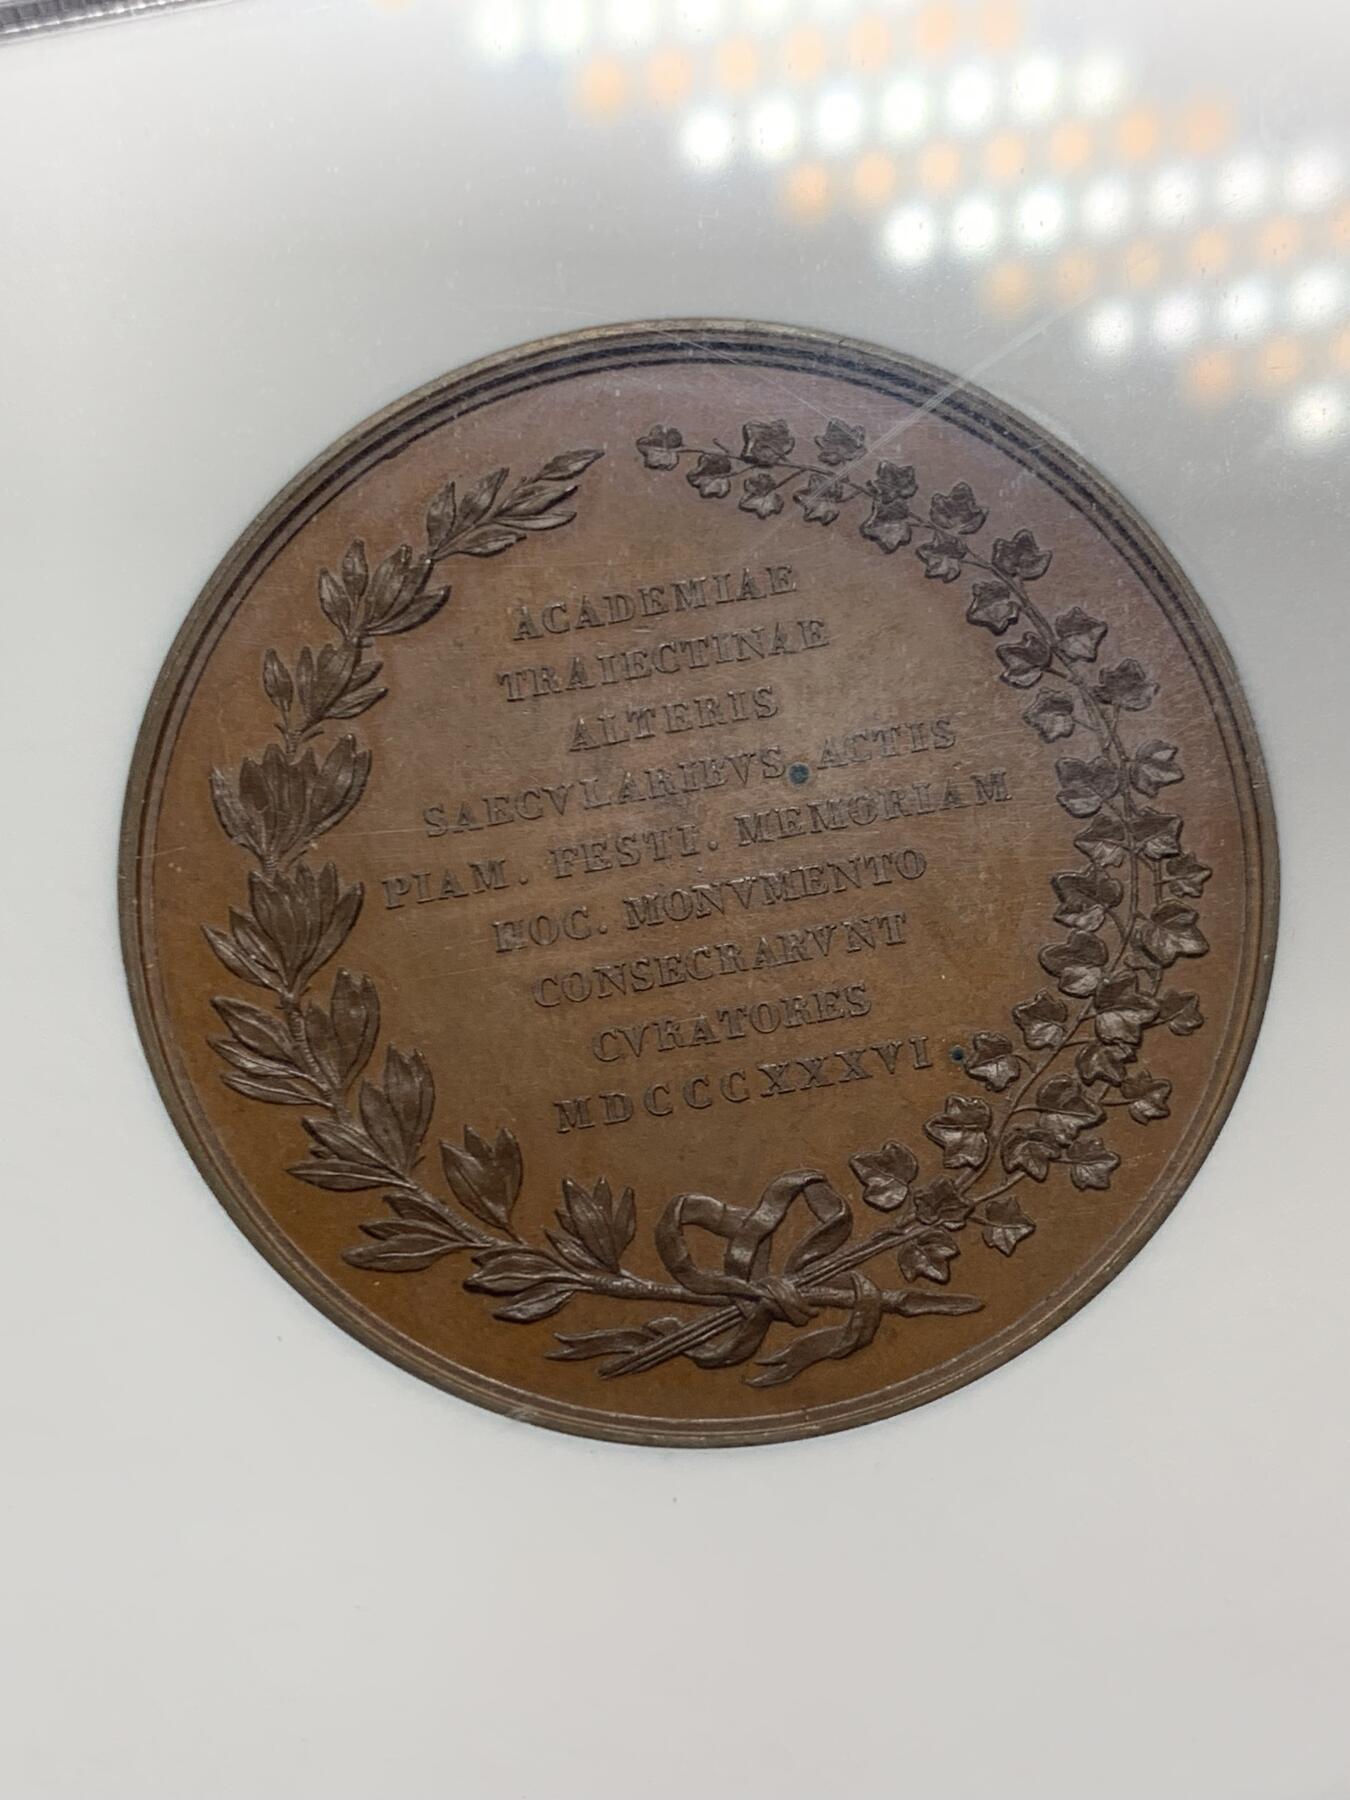 ACADEMIAE
TRAIECTINAE
ALTERIS
SAECVLARIBVS ACTIS
PIAM. FESTI. MEMORIAM
HOC. MONVMENTO
CONSECRARVNT
CVRATORES
MDCCCXXXVI